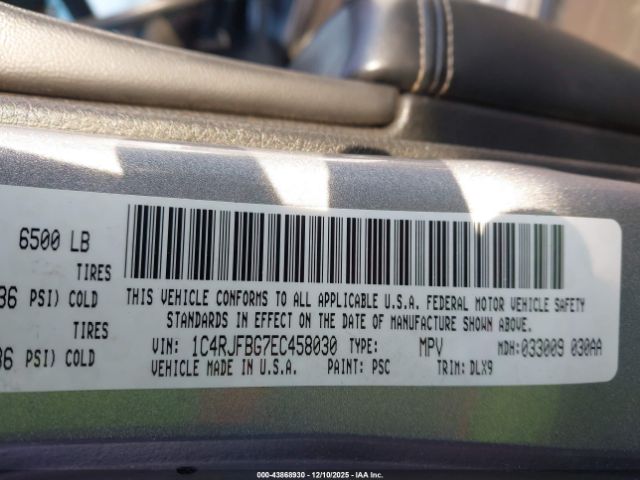 6500 LB
TIRES
36 PSI) COLD
TIRES
36 PSI) COLD
THIS VEHICLE CONFORMS TO ALL APPLICABLE U.S.A. FEDERAL MOTOR VEHICLE SAFETY
STANDARDS IN EFFECT ON THE DATE OF MANUFACTURE SHOWN ABOVE.
VIN: 1C4RJFBG7EC458030 TYPE: MPV MDH:033009 030AA
VEHICLE MADE IN U.S.A. PAINT: PSC TRIM: DLX9
000-43868930 - 12/10/2025 - IAA Inc.